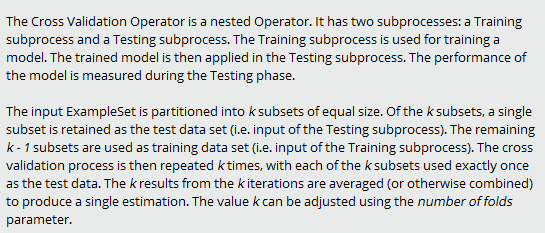 The Cross Validation Operator is a nested Operator. It has two subprocesses: a Training
subprocess and a Testing subprocess. The Training subprocess is used for training a
model. The trained model is then applied in the Testing subprocess. The performance of
the model is measured during the Testing phase.
The input ExampleSet is partitioned into k subsets of equal size. Of the k subsets, a single
subset is retained as the test data set (i.e. input of the Testing subprocess). The remaining
k - 1 subsets are used as training data set (i.e. input of the Training subprocess). The cross
validation process is then repeated k times, with each of the k subsets used exactly once
as the test data. The k results from the k iterations are averaged (or otherwise combined)
to produce a single estimation. The value k can be adjusted using the number of folds
parameter.